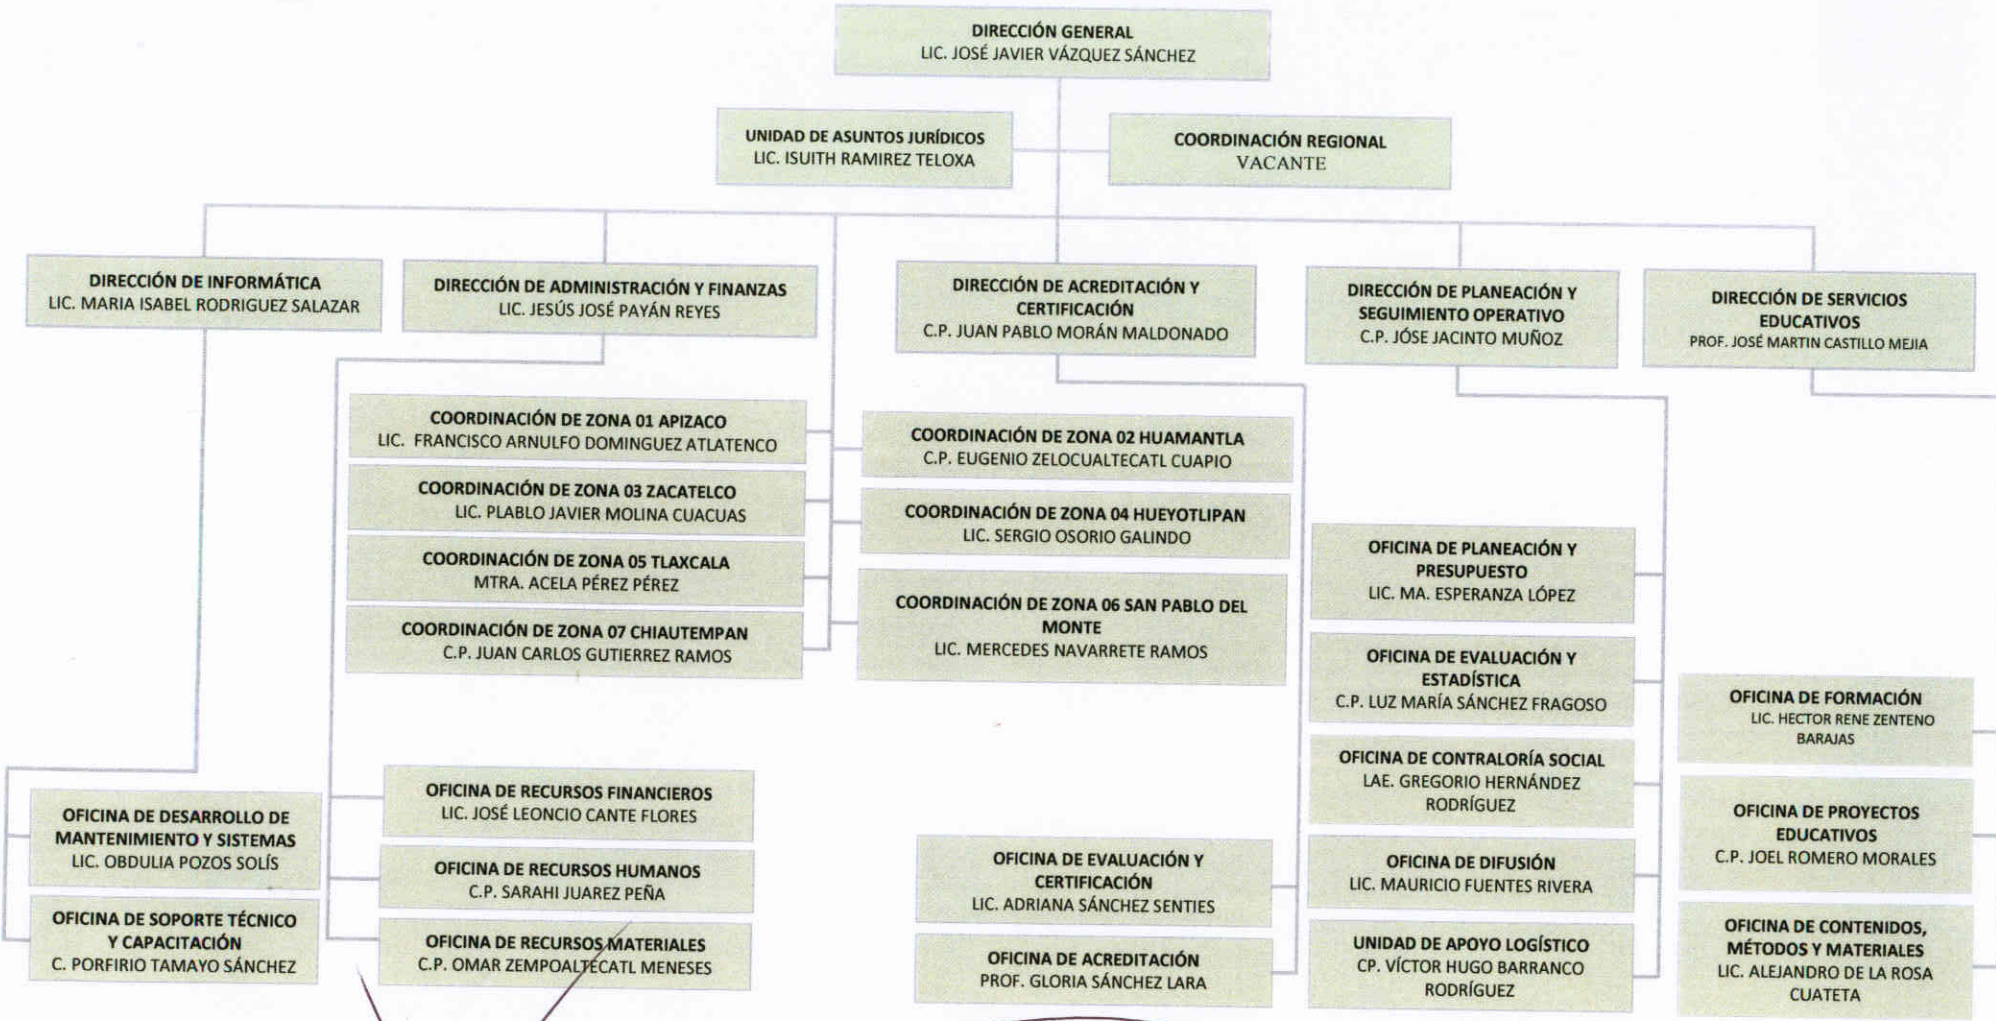 DIRECCIÓN GENERAL
LIC. JOSÉ JAVIER VÁZQUEZ SÁNCHEZ
UNIDAD DE ASUNTOS JURÍDICOS
LIC. ISUITH RAMIREZ TELOXA
COORDINACIÓN REGIONAL
VACANTE
DIRECCIÓN DE INFORMÁTICA
LIC. MARIA ISABEL RODRIGUEZ SALAZAR
DIRECCIÓN DE ADMINISTRACIÓN Y FINANZAS
LIC. JESÚS JOSÉ PAYÁN REYES
DIRECCIÓN DE ACREDITACIÓN Y
CERTIFICACIÓN
C.P. JUAN PABLO MORÁN MALDONADO
DIRECCIÓN DE PLANEACIÓN Y
SEGUIMIENTO OPERATIVO
C.P. JÓSE JACINTO MUÑOZ
DIRECCIÓN DE SERVICIOS
EDUCATIVOS
PROF. JOSÉ MARTIN CASTILLO MEJIA
COORDINACIÓN DE ZONA 01 APIZACO
LIC. FRANCISCO ARNULFO DOMINGUEZ ATLATENCO
COORDINACIÓN DE ZONA 02 HUAMANTLA
C.P. EUGENIO ZELOCUALTECATL CUAPIO
COORDINACIÓN DE ZONA 03 ZACATELCO
LIC. PLABLO JAVIER MOLINA CUACUAS
COORDINACIÓN DE ZONA 04 HUEYOTLIPAN
LIC. SERGIO OSORIO GALINDO
COORDINACIÓN DE ZONA 05 TLAXCALA
MTRA. ACELA PÉREZ PÉREZ
COORDINACIÓN DE ZONA 06 SAN PABLO DEL
MONTE
LIC. MERCEDES NAVARRETE RAMOS
COORDINACIÓN DE ZONA 07 CHIAUTEMPAN
C.P. JUAN CARLOS GUTIERREZ RAMOS
OFICINA DE DESARROLLO DE
MANTENIMIENTO Y SISTEMAS
LIC. OBDULIA POZOS SOLÍS
OFICINA DE SOPORTE TÉCNICO
Y CAPACITACIÓN
C. PORFIRIO TAMAYO SÁNCHEZ
OFICINA DE RECURSOS FINANCIEROS
LIC. JOSÉ LEONCIO CANTE FLORES
OFICINA DE RECURSOS HUMANOS
C.P. SARAHI JUAREZ PEÑA
OFICINA DE RECURSOS MATERIALES
C.P. OMAR ZEMPOALTECATL MENESES
OFICINA DE EVALUACIÓN Y
CERTIFICACIÓN
LIC. ADRIANA SÁNCHEZ SENTIES
OFICINA DE ACREDITACIÓN
PROF. GLORIA SÁNCHEZ LARA
OFICINA DE PLANEACIÓN Y
PRESUPUESTO
LIC. MA. ESPERANZA LÓPEZ
OFICINA DE EVALUACIÓN Y
ESTADÍSTICA
C.P. LUZ MARÍA SÁNCHEZ FRAGOSO
OFICINA DE CONTRALORÍA SOCIAL
LAE. GREGORIO HERNÁNDEZ
RODRÍGUEZ
OFICINA DE DIFUSIÓN
LIC. MAURICIO FUENTES RIVERA
UNIDAD DE APOYO LOGÍSTICO
CP. VÍCTOR HUGO BARRANCO
RODRÍGUEZ
OFICINA DE FORMACIÓN
LIC. HECTOR RENE ZENTENO
BARAJAS
OFICINA DE PROYECTOS
EDUCATIVOS
C.P. JOEL ROMERO MORALES
OFICINA DE CONTENIDOS,
MÉTODOS Y MATERIALES
LIC. ALEJANDRO DE LA ROSA
CUATETA